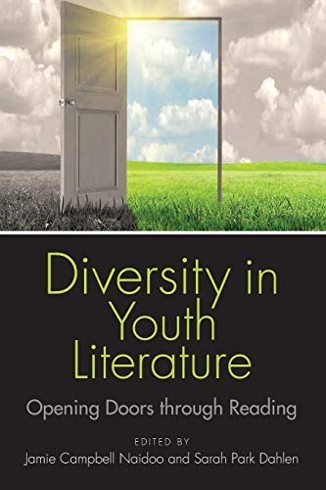 Diversity in
Youth
Literature
Opening Doors through Reading
EDITED BY
Jamie Campbell Naidoo and Sarah Park Dahlen